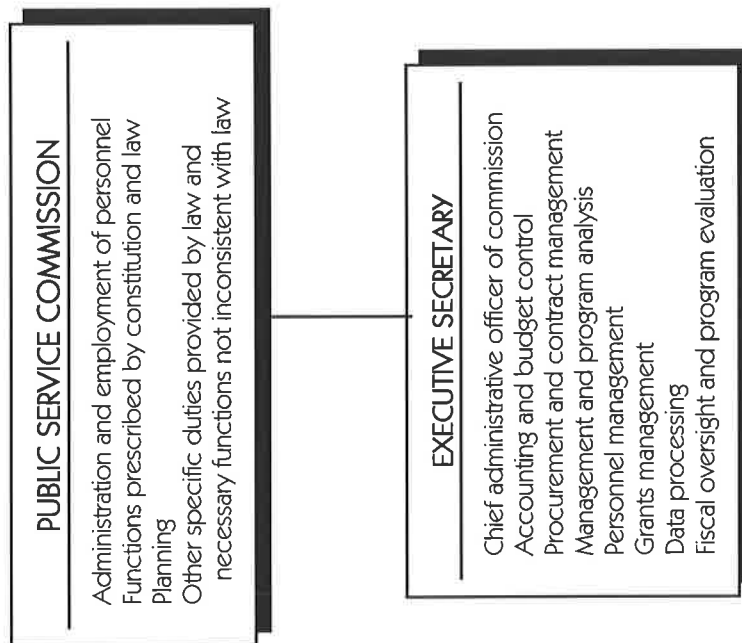 PUBLIC SERVICE COMMISSION
Administration and employment of personnel
Functions prescribed by constitution and law
Planning
Other specific duties provided by law and
necessary functions not inconsistent with law
EXECUTIVE SECRETARY
Chief administrative officer of commission
Accounting and budget control
Procurement and contract management
Management and program analysis
Personnel management
Grants management
Data processing
Fiscal oversight and program evaluation